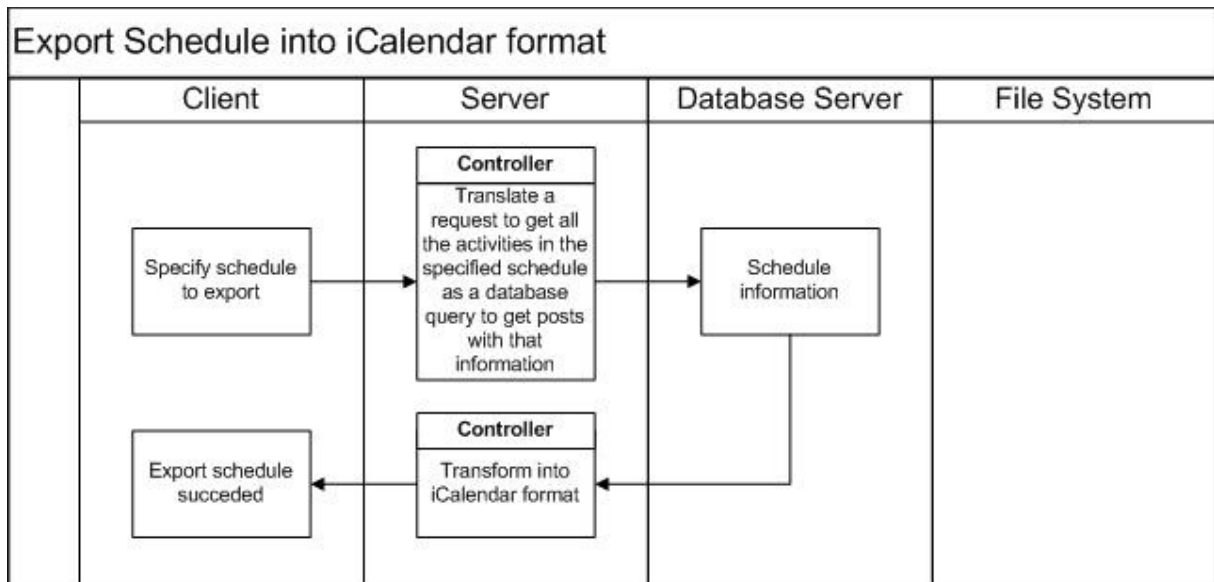 Export Schedule into iCalendar format
Client
Server
Database Server
File System
Specify schedule
to export
Controller
Translate a
request to get all
the activities in the
specified schedule
as a database
query to get posts
with that
information
Schedule
information
Export schedule
succeded
Controller
Transform into
iCalendar format